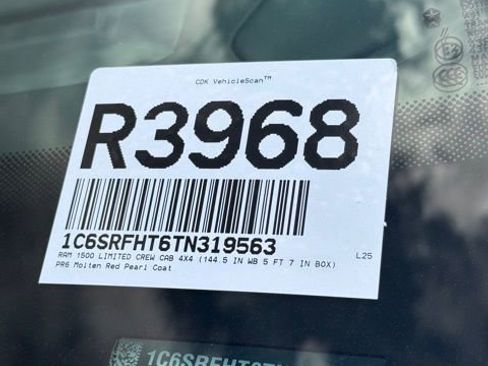 CDK VehicleScan™
R3968
1C6SRFHT6TN319563
RAM 1500 LIMITED CREW CAB 4X4 (144.5 IN WB 5 FT 7 IN BOX) L25
PR6 Molten Red Pearl Coat